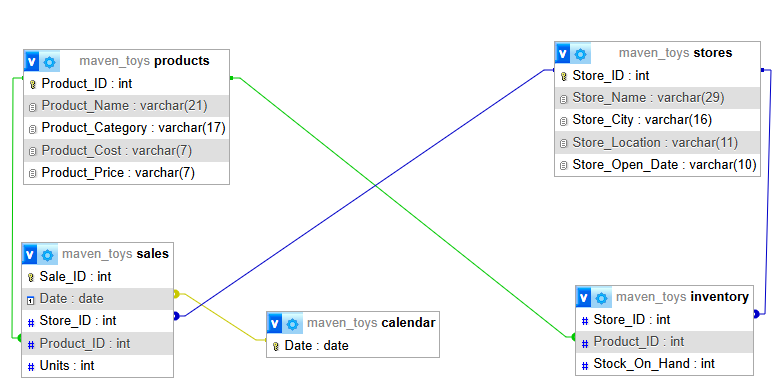 maven_toys products
Product_ID : int
Product_Name : varchar(21)
Product_Category : varchar(17)
Product_Cost : varchar(7)
Product_Price : varchar(7)
maven_toys stores
Store_ID : int
Store_Name : varchar(29)
Store_City : varchar(16)
Store_Location : varchar(11)
Store_Open_Date : varchar(10)
maven_toys sales
Sale_ID : int
Date : date
# Store_ID : int
# Product_ID : int
# Units : int
maven_toys calendar
Date : date
maven_toys inventory
# Store_ID : int
# Product_ID : int
# Stock_On_Hand : int